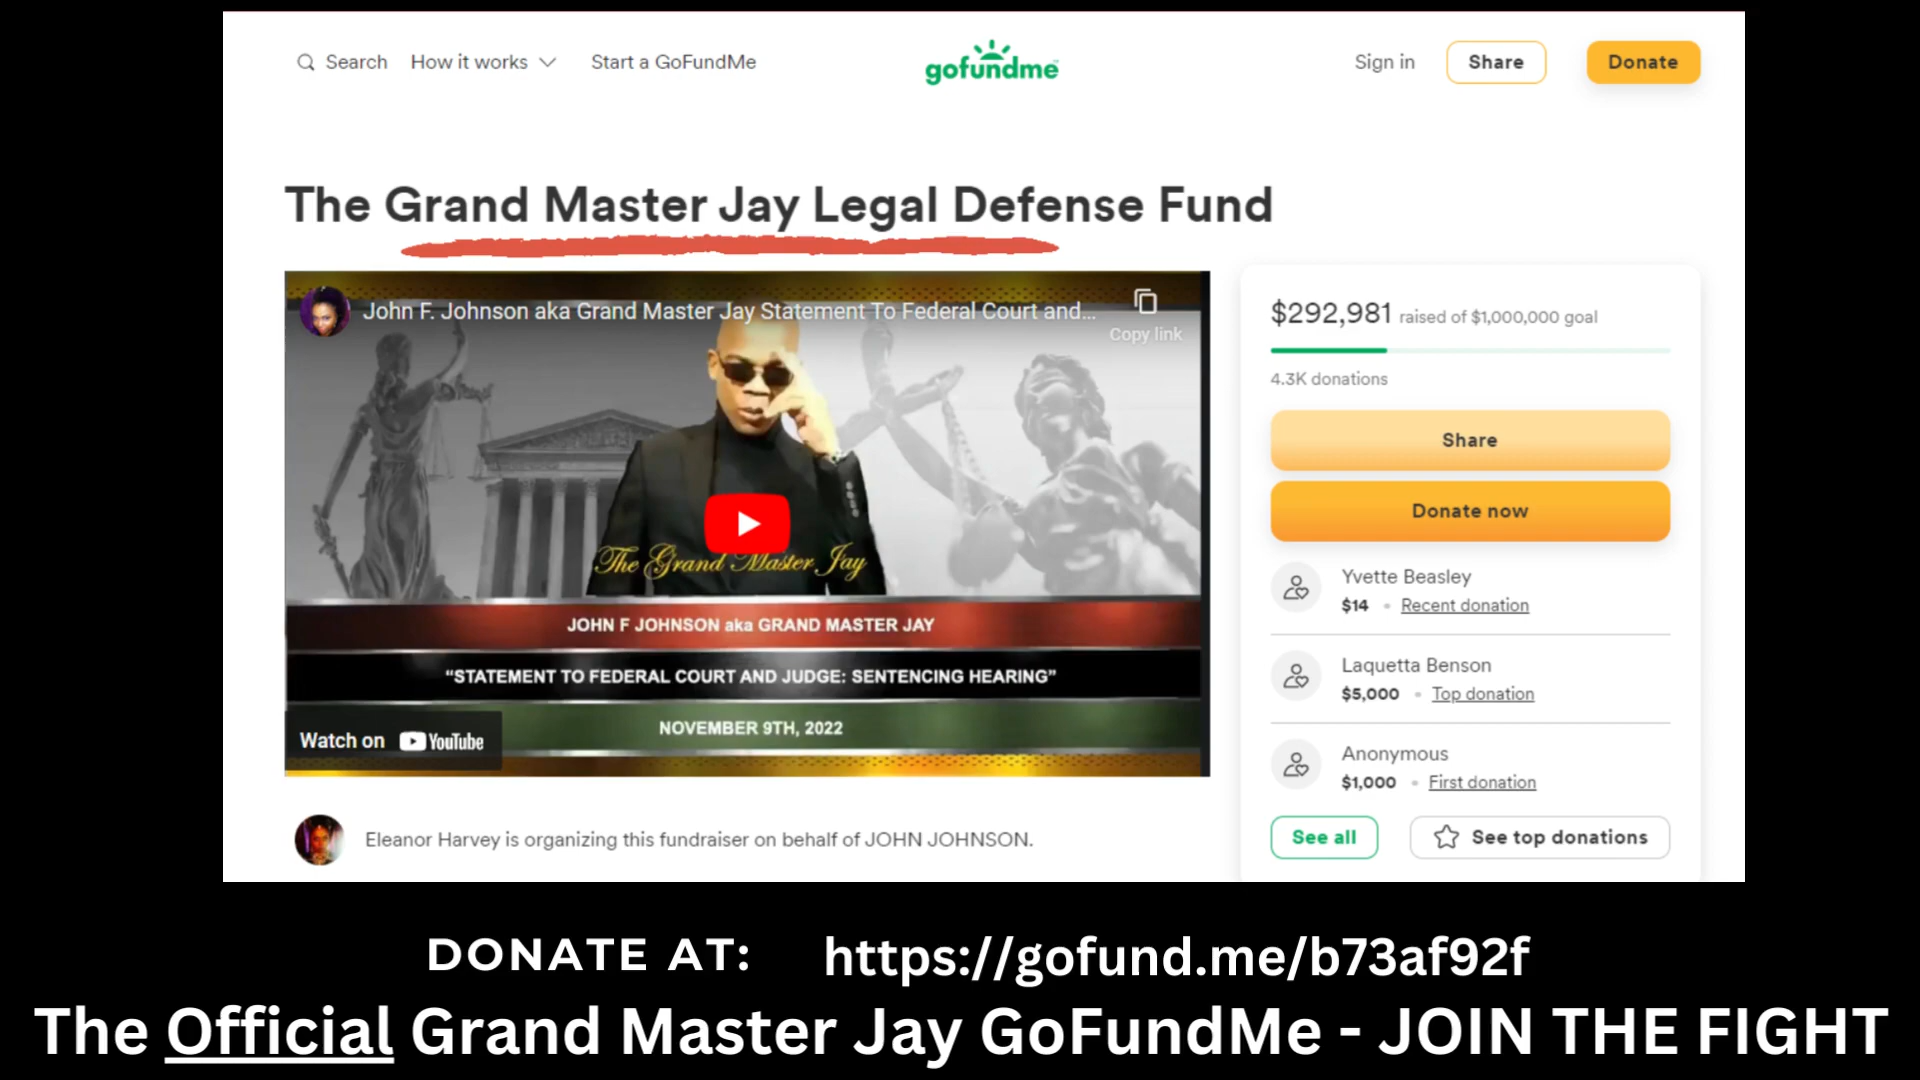 Search How it works Start a GoFundMe gofundme Sign in Share Donate
The Grand Master Jay Legal Defense Fund
John F. Johnson aka Grand Master Jay Statement To Federal Court and...
Copy link
The Grand Master Jay
JOHN F JOHNSON aka GRAND MASTER JAY
“STATEMENT TO FEDERAL COURT AND JUDGE: SENTENCING HEARING”
NOVEMBER 9TH, 2022
Watch on YouTube
Eleanor Harvey is organizing this fundraiser on behalf of JOHN JOHNSON.
$292,981 raised of $1,000,000 goal
4.3K donations
Share
Donate now
Yvette Beasley
$14 • Recent donation
Laquetta Benson
$5,000 • Top donation
Anonymous
$1,000 • First donation
See all See top donations
DONATE AT: https://gofund.me/b73af92f
The Official Grand Master Jay GoFundMe - JOIN THE FIGHT